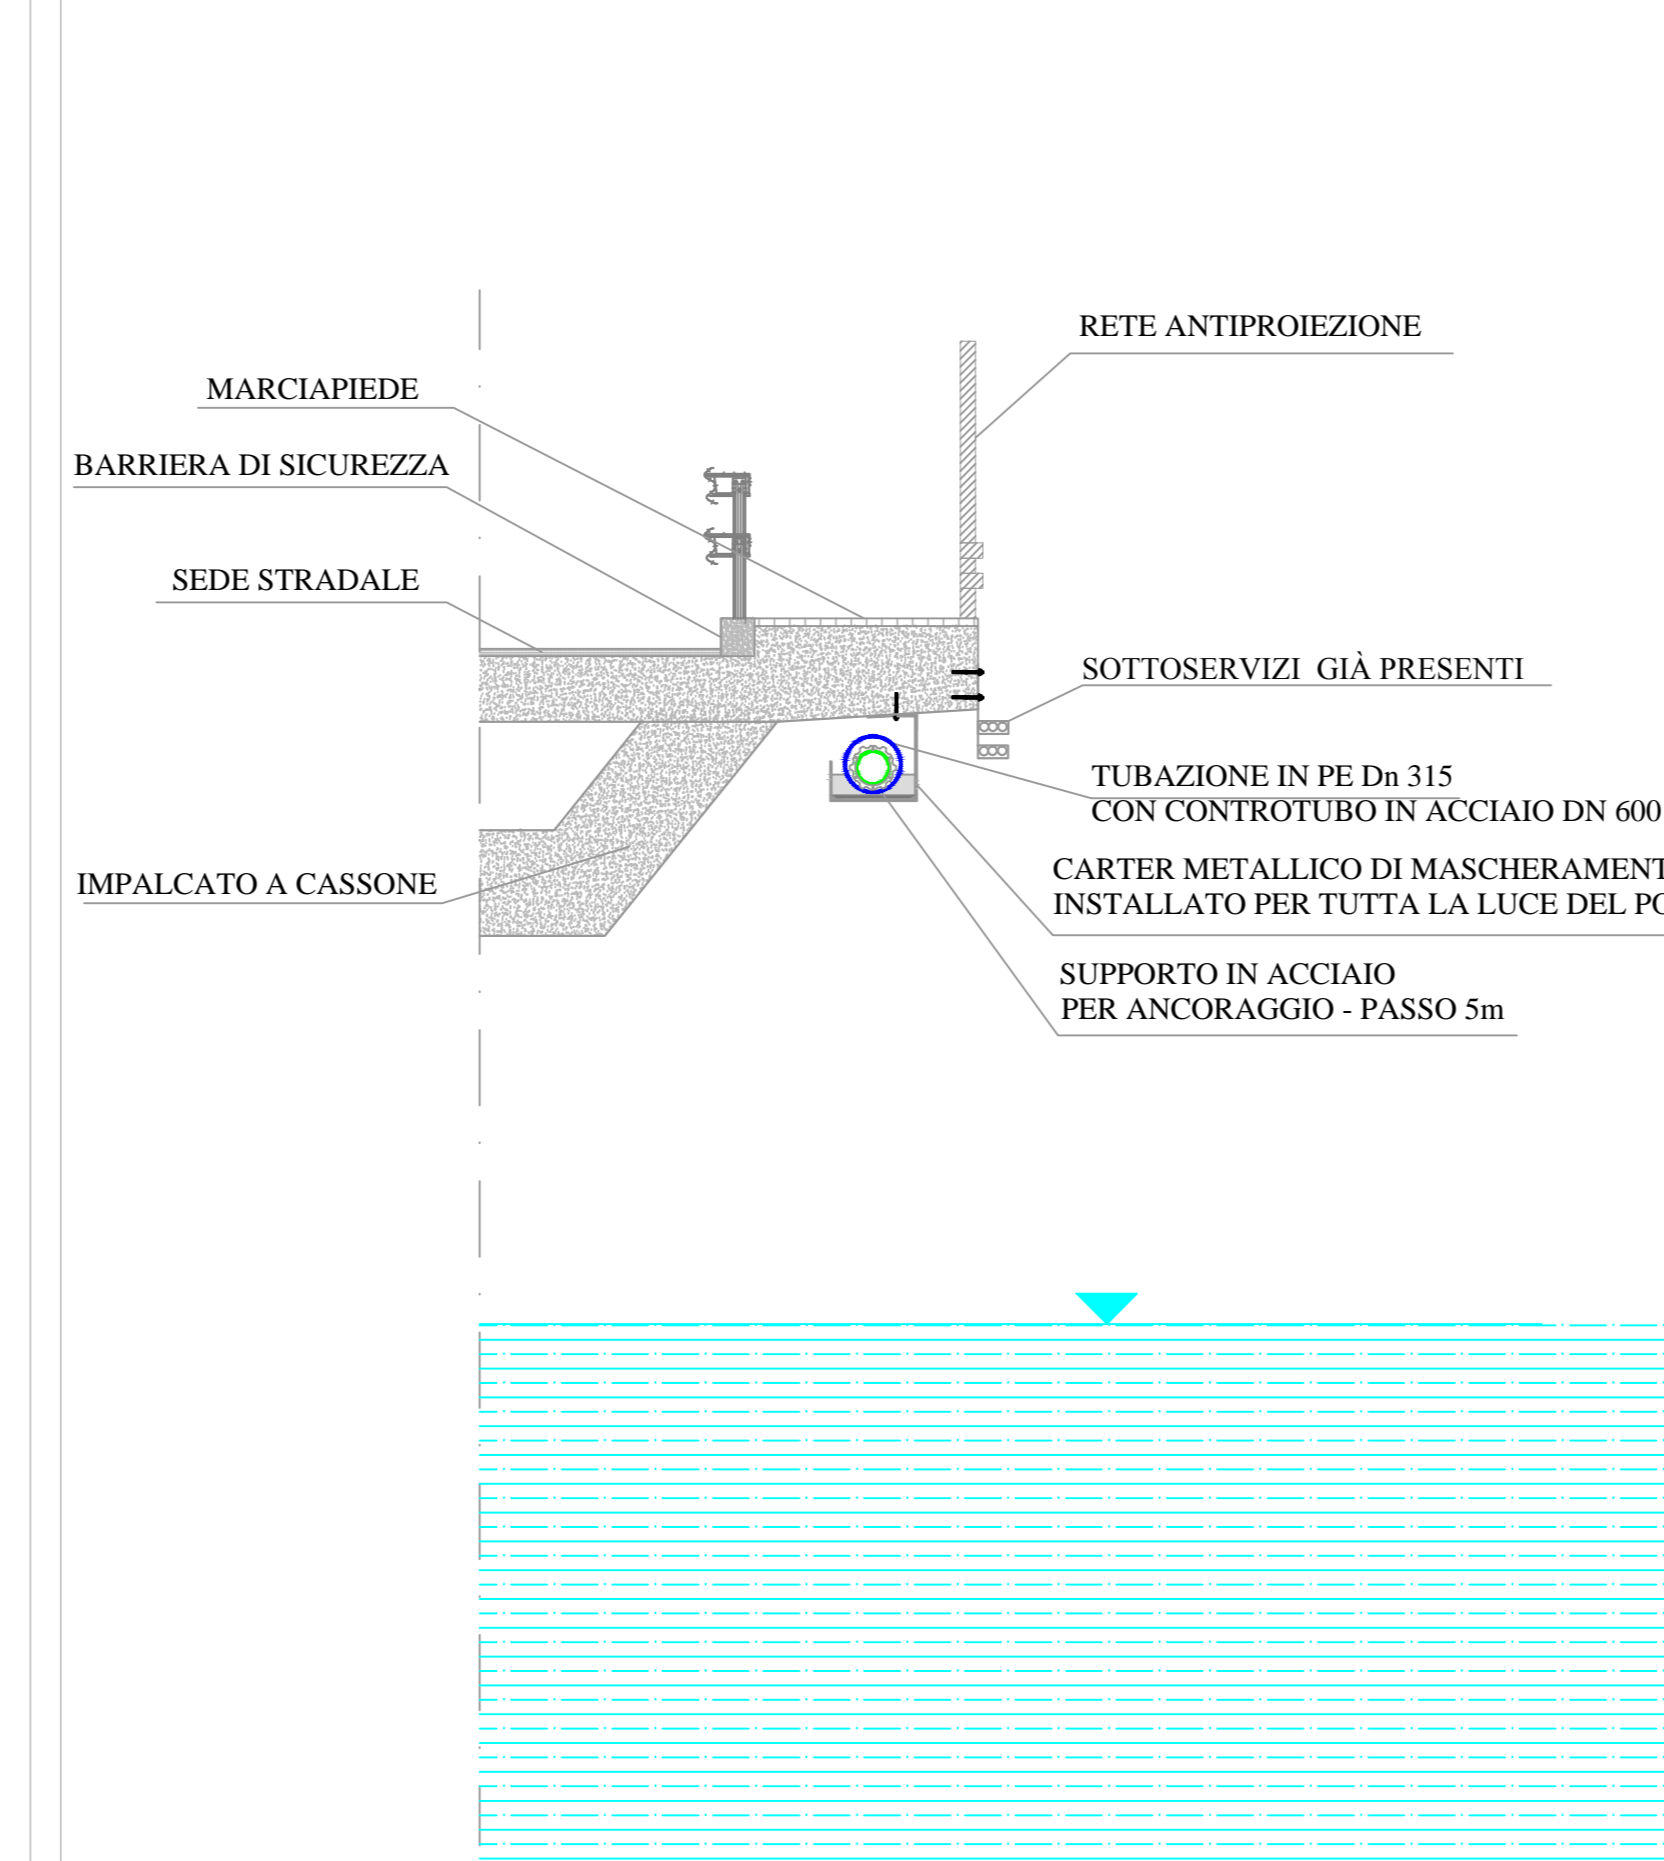 RETE ANTIPROIEZIONE
MARCIAPIEDE
BARRIERA DI SICUREZZA
SEDE STRADALE
SOTTOSERVIZI GIÀ PRESENTI
TUBAZIONE IN PE Dn 315
CON CONTROTUBO IN ACCIAIO DN 600
CARTER METALLICO DI MASCHERAMENT
INSTALLATO PER TUTTA LA LUCE DEL PO
IMPALCATO A CASSONE
SUPPORTO IN ACCIAIO
PER ANCORAGGIO - PASSO 5m